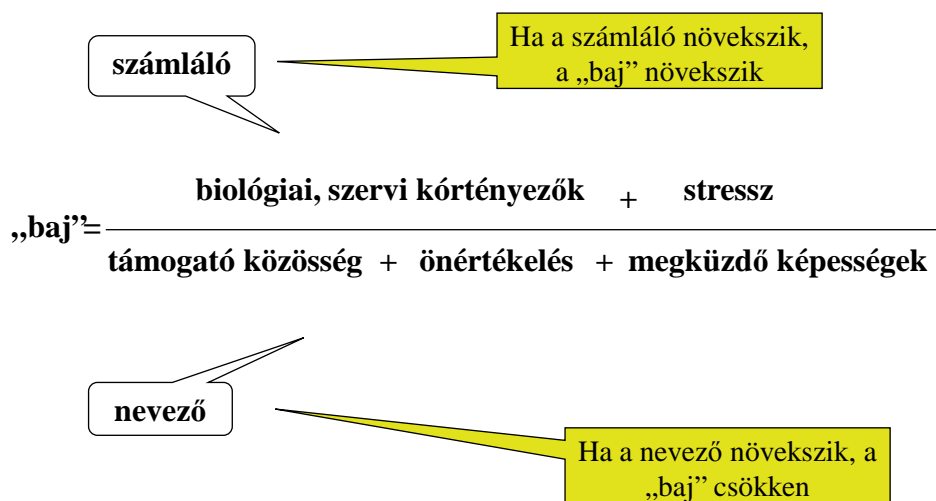 Ha a számláló növekszik,
a „baj” növekszik
számláló
biológiai, szervi kórtényezők + stressz
„baj”=
támogató közösség + önértékelés + megküzdő képességek
nevező
Ha a nevező növekszik, a
„baj” csökken